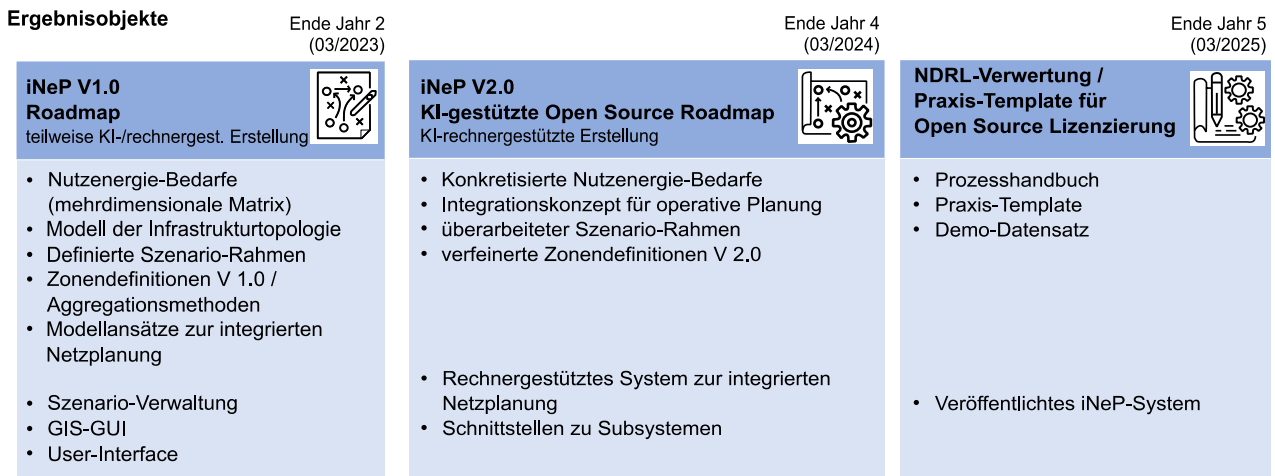 Ergebnisobjekte
Ende Jahr 2
(03/2023)
iNeP V1.0
Roadmap
teilweise KI-/rechnergest. Erstellung
• Nutzenergie-Bedarfe
(mehrdimensionale Matrix)
• Modell der Infrastrukturtopologie
• Definierte Szenario-Rahmen
• Zonendefinitionen V 1.0 /
Aggregationsmethoden
• Modellansätze zur integrierten
Netzplanung
• Szenario-Verwaltung
• GIS-GUI
• User-Interface
Ende Jahr 4
(03/2024)
iNeP V2.0
KI-gestützte Open Source Roadmap
KI-rechnergestützte Erstellung
• Konkretisierte Nutzenergie-Bedarfe
• Integrationskonzept für operative Planung
• überarbeiteter Szenario-Rahmen
• verfeinerte Zonendefinitionen V 2.0
• Rechnergestütztes System zur integrierten
Netzplanung
• Schnittstellen zu Subsystemen
Ende Jahr 5
(03/2025)
NDRL-Verwertung /
Praxis-Template für
Open Source Lizenzierung
• Prozesshandbuch
• Praxis-Template
• Demo-Datensatz
• Veröffentlichtes iNeP-System